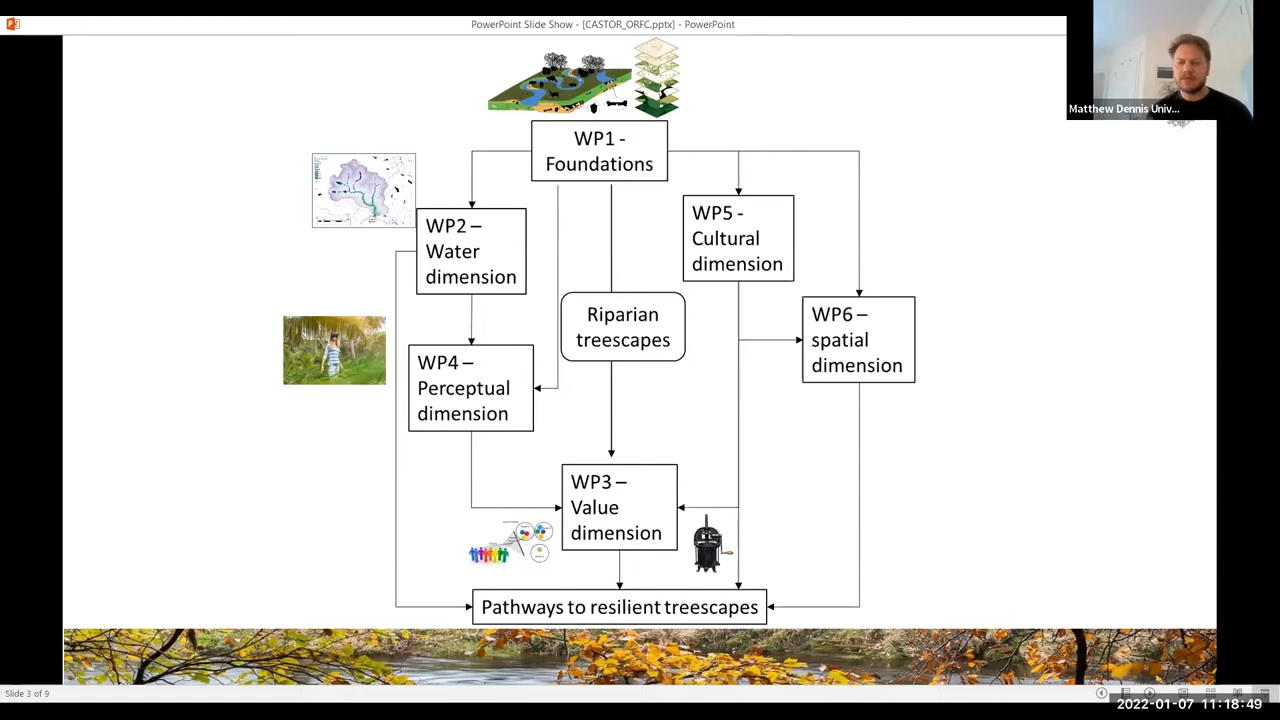 PowerPoint Slide Show - [CASTOR_ORFC.pptx] - PowerPoint
Matthew Dennis Univ...
WP1 -
Foundations
WP2 –
Water
dimension
WP5 -
Cultural
dimension
Riparian
treescapes
WP6 –
spatial
dimension
WP4 –
Perceptual
dimension
WP3 –
Value
dimension
Pathways to resilient treescapes
Slide 3 of 9
2022-01-07 11:18:49